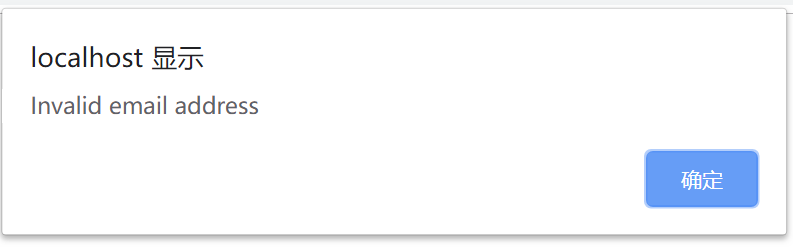 localhost 显示
Invalid email address
确定